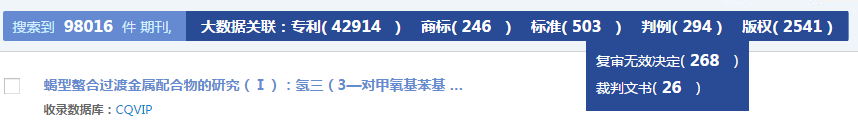 搜索到 98016 件 期刊, 大数据关联：专利( 42914 ) 商标( 246 ) 标准( 503 ) 判例( 294 ) 版权( 2541 )
复审无效决定( 268 )
蝎型螯合过渡金属配合物的研究（Ⅰ）：氢三（3—对甲氧基苯基 ...
裁判文书( 26 )
收录数据库：CQVIP